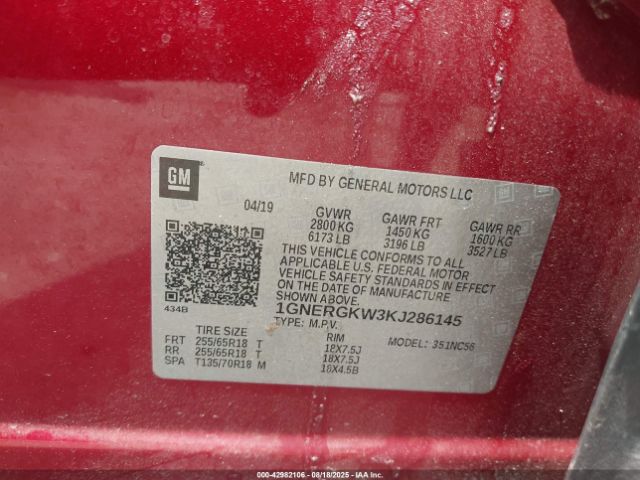 GM
MFD BY GENERAL MOTORS LLC
04/19 GVWR GAWR FRT GAWR RR
2800 KG 1450 KG 1600 KG
6173 LB 3196 LB 3527 LB
THIS VEHICLE CONFORMS TO ALL
APPLICABLE U.S. FEDERAL MOTOR
VEHICLE SAFETY STANDARDS IN EFFECT
ON THE DATE OF MANUFACTURE
SHOWN ABOVE.
434B
1GNERGKW3KJ286145
TYPE: M.P.V. MODEL: 351NC56
TIRE SIZE RIM
FRT 255/65R18 T 18X7.5J
RR 255/65R18 T 18X7.5J
SPA T135/70R18 M 18X4.5B
000-42982106 - 08/18/2025 - IAA Inc.